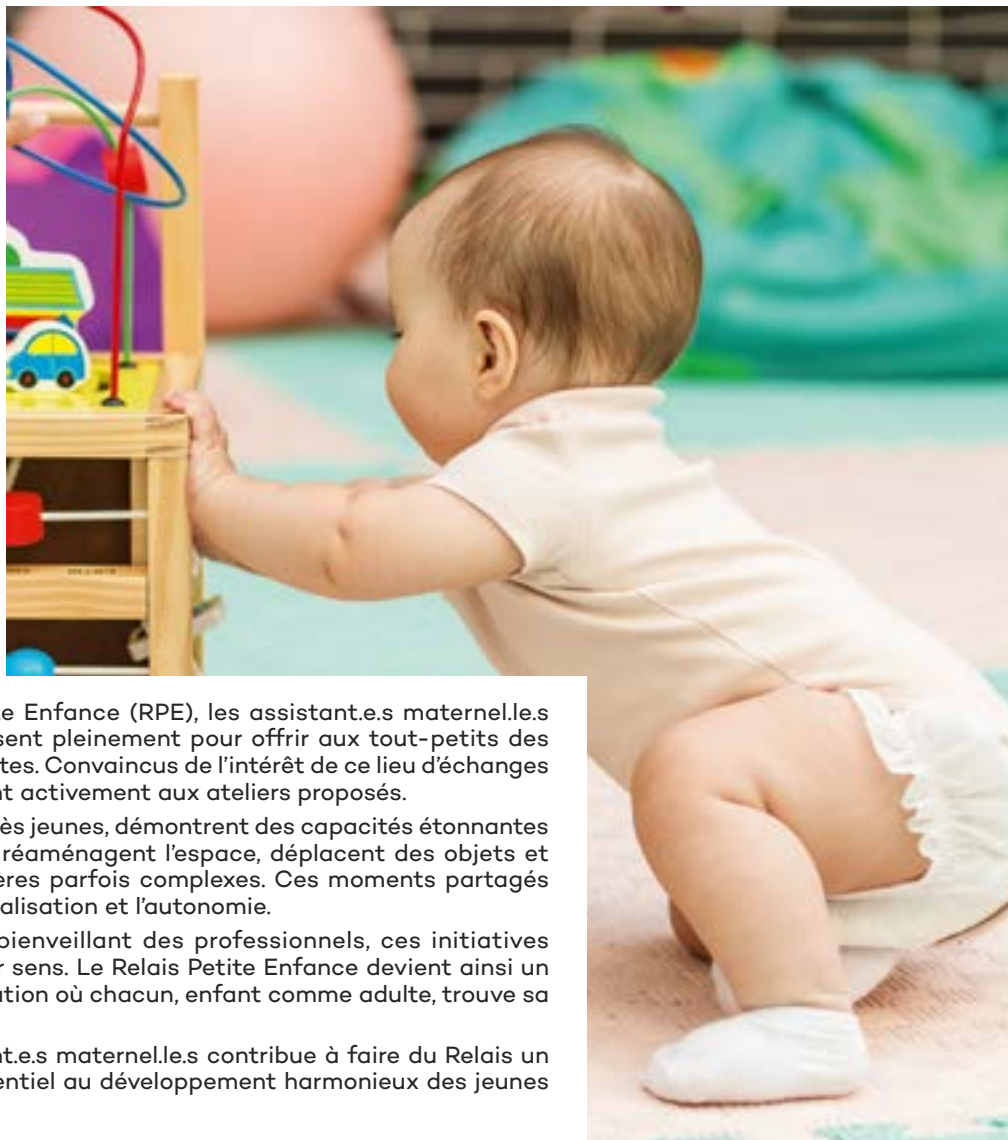 e Enfance (RPE), les assistant.e.s maternel.le.s
sent pleinement pour offrir aux tout-petits des
tes. Convaincus de l'intérêt de ce lieu d'échanges
nt activement aux ateliers proposés.
ès jeunes, démontrent des capacités étonnantes
réaménagent l'espace, déplacent des objets et
ères parfois complexes. Ces moments partagés
alisation et l'autonomie.
bienveillant des professionnels, ces initiatives
r sens. Le Relais Petite Enfance devient ainsi un
ation où chacun, enfant comme adulte, trouve sa
nt.e.s maternel.le.s contribue à faire du Relais un
entiel au développement harmonieux des jeunes